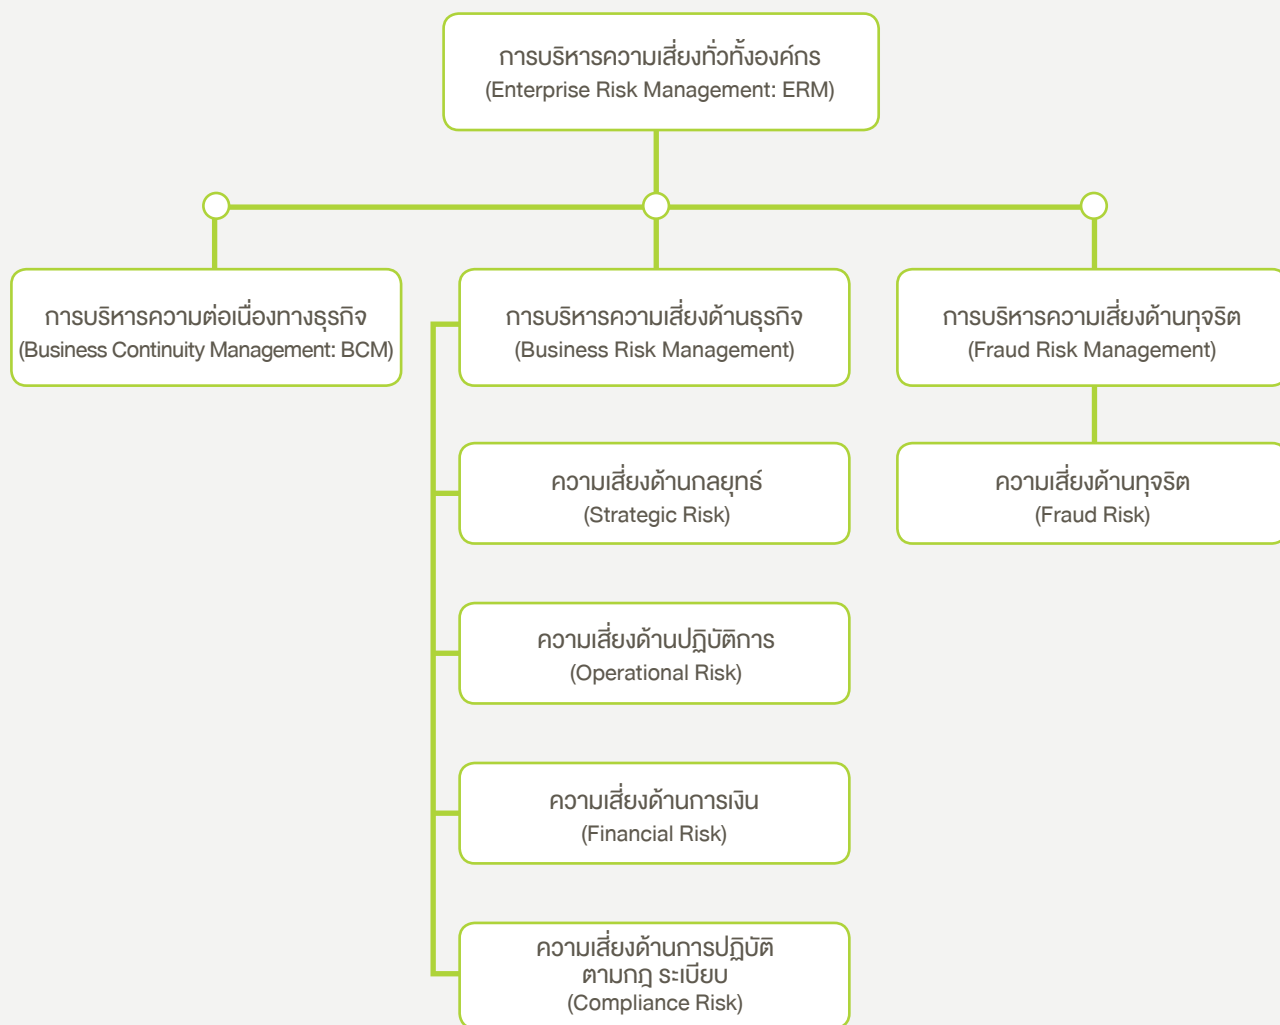 การบริหารความเสี่ยงทั่วทั้งองค์กร
(Enterprise Risk Management: ERM)
การบริหารความต่อเนื่องทางธุรกิจ
(Business Continuity Management: BCM)
การบริหารความเสี่ยงด้านธุรกิจ
(Business Risk Management)
การบริหารความเสี่ยงด้านทุจริต
(Fraud Risk Management)
ความเสี่ยงด้านกลยุทธ์
(Strategic Risk)
ความเสี่ยงด้านทุจริต
(Fraud Risk)
ความเสี่ยงด้านปฏิบัติการ
(Operational Risk)
ความเสี่ยงด้านการเงิน
(Financial Risk)
ความเสี่ยงด้านการปฏิบัติ
ตามกฎ ระเบียบ
(Compliance Risk)